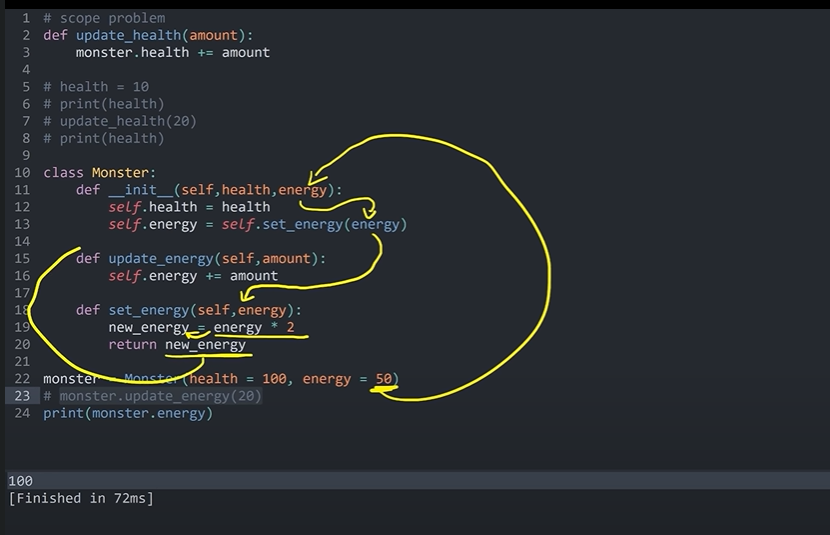 1 # scope problem
2 def update_health(amount):
3     monster.health += amount
4
5 # health = 10
6 # print(health)
7 # update_health(20)
8 # print(health)
9
10 class Monster:
11     def __init__(self,health,energy):
12         self.health = health
13         self.energy = self.set_energy(energy)
14
15     def update_energy(self,amount):
16         self.energy += amount
17
18     def set_energy(self,energy):
19         new_energy = energy * 2
20         return new_energy
21
22 monster = Monster(health = 100, energy = 50)
23 # monster.update_energy(20)
24 print(monster.energy)
100
[Finished in 72ms]